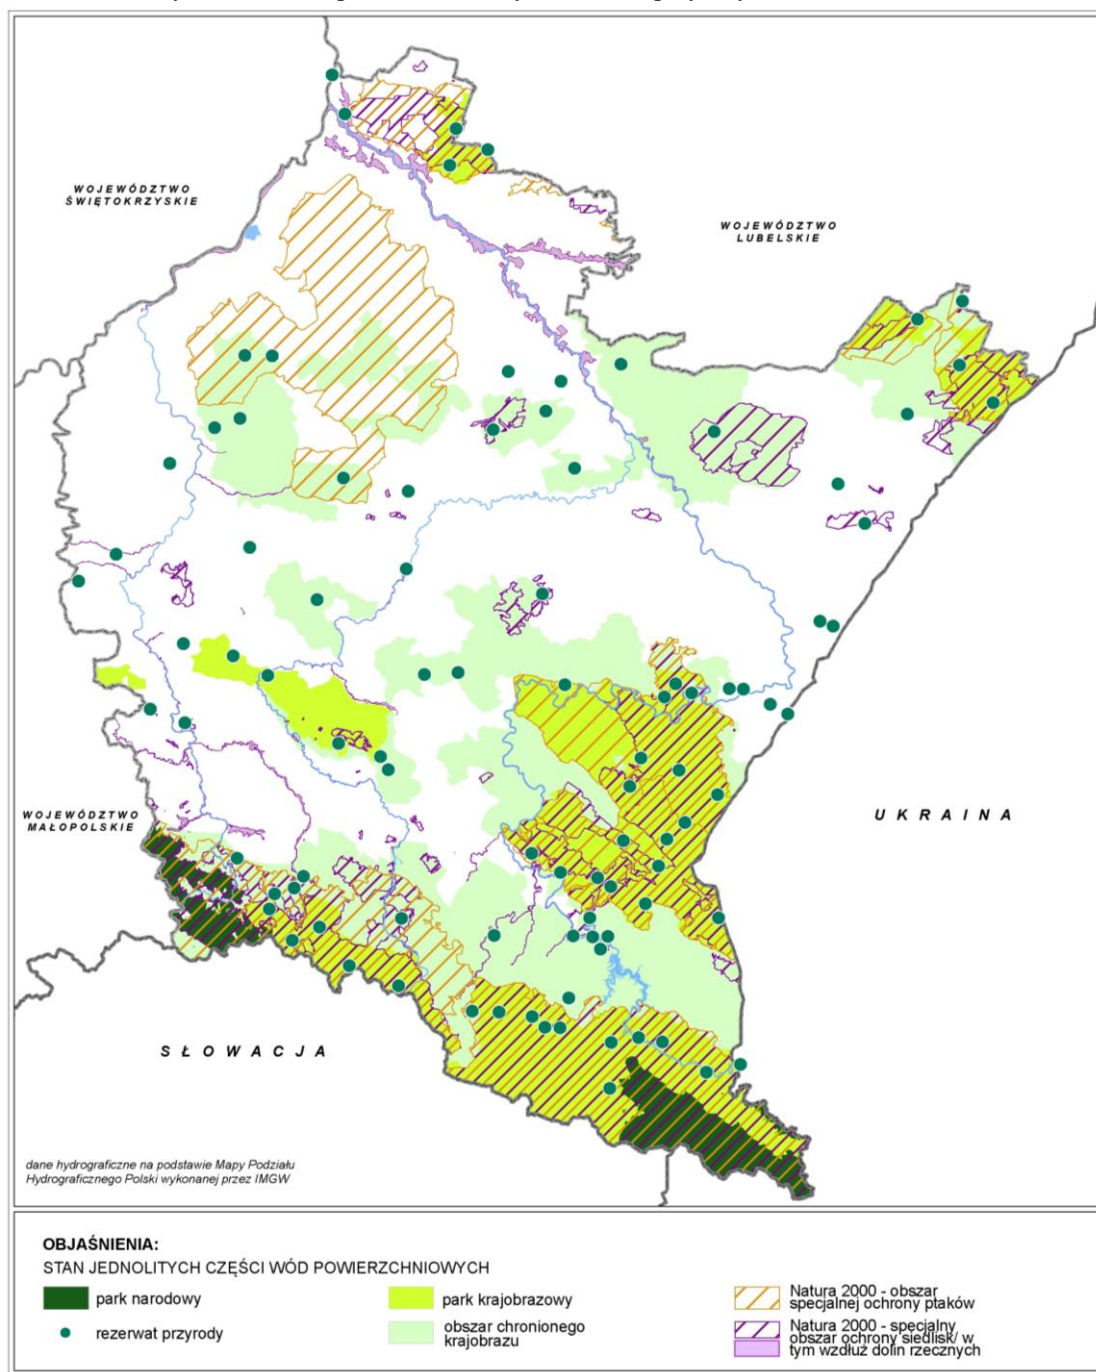 WOJEWÓDZTWO
ŚWIĘTOKRZYSKIE
WOJEWÓDZTWO
LUBELSKIE
WOJEWÓDZTWO
MAŁOPOLSKIE
UKRAINA
SŁOWACJA
dane hydrograficzne na podstawie Mapy Podziału
Hydrograficznego Polski wykonanej przez IMGW
OBJAŚNIENIA:
STAN JEDNOLITYCH CZĘŚCI WÓD POWIERZCHNIOWYCH
park narodowy
rezerwat przyrody
park krajobrazowy
obszar chronionego
krajobrazu
Natura 2000 - obszar
specjalnej ochrony ptaków
Natura 2000 - specjalny
obszar ochrony siedlisk/ w
tym wzdłuż dolin rzecznych